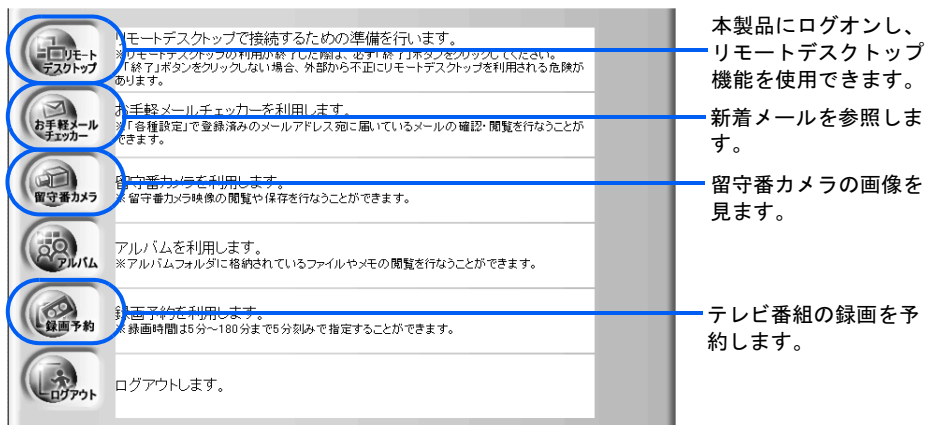 リモート
デスクトップ
リモートデスクトップで接続するための準備を行います。
※リモートデスクトップの利用が終了した際は、必ず「終了」ボタンをクリックしてください。
「終了」ボタンをクリックしない場合、外部から不正にリモートデスクトップを利用される危険が
あります。
本製品にログオンし、
リモートデスクトップ
機能を使用できます。
お手軽メール
チェッカー
お手軽メールチェッカーを利用します。
※「各種設定」で登録済みのメールアドレス宛に届いているメールの確認・閲覧を行なうことが
できます。
新着メールを参照しま
す。
留守番カメラ
留守番カメラを利用します。
※留守番カメラ映像の閲覧や保存を行なうことができます。
留守番カメラの画像を
見ます。
アルバム
アルバムを利用します。
※アルバムフォルダに格納されているファイルやメモの閲覧を行なうことができます。
録画予約
録画予約を利用します。
※録画時間は5分～180分まで5分刻みで指定することができます。
テレビ番組の録画を予
約します。
ログアウト
ログアウトします。